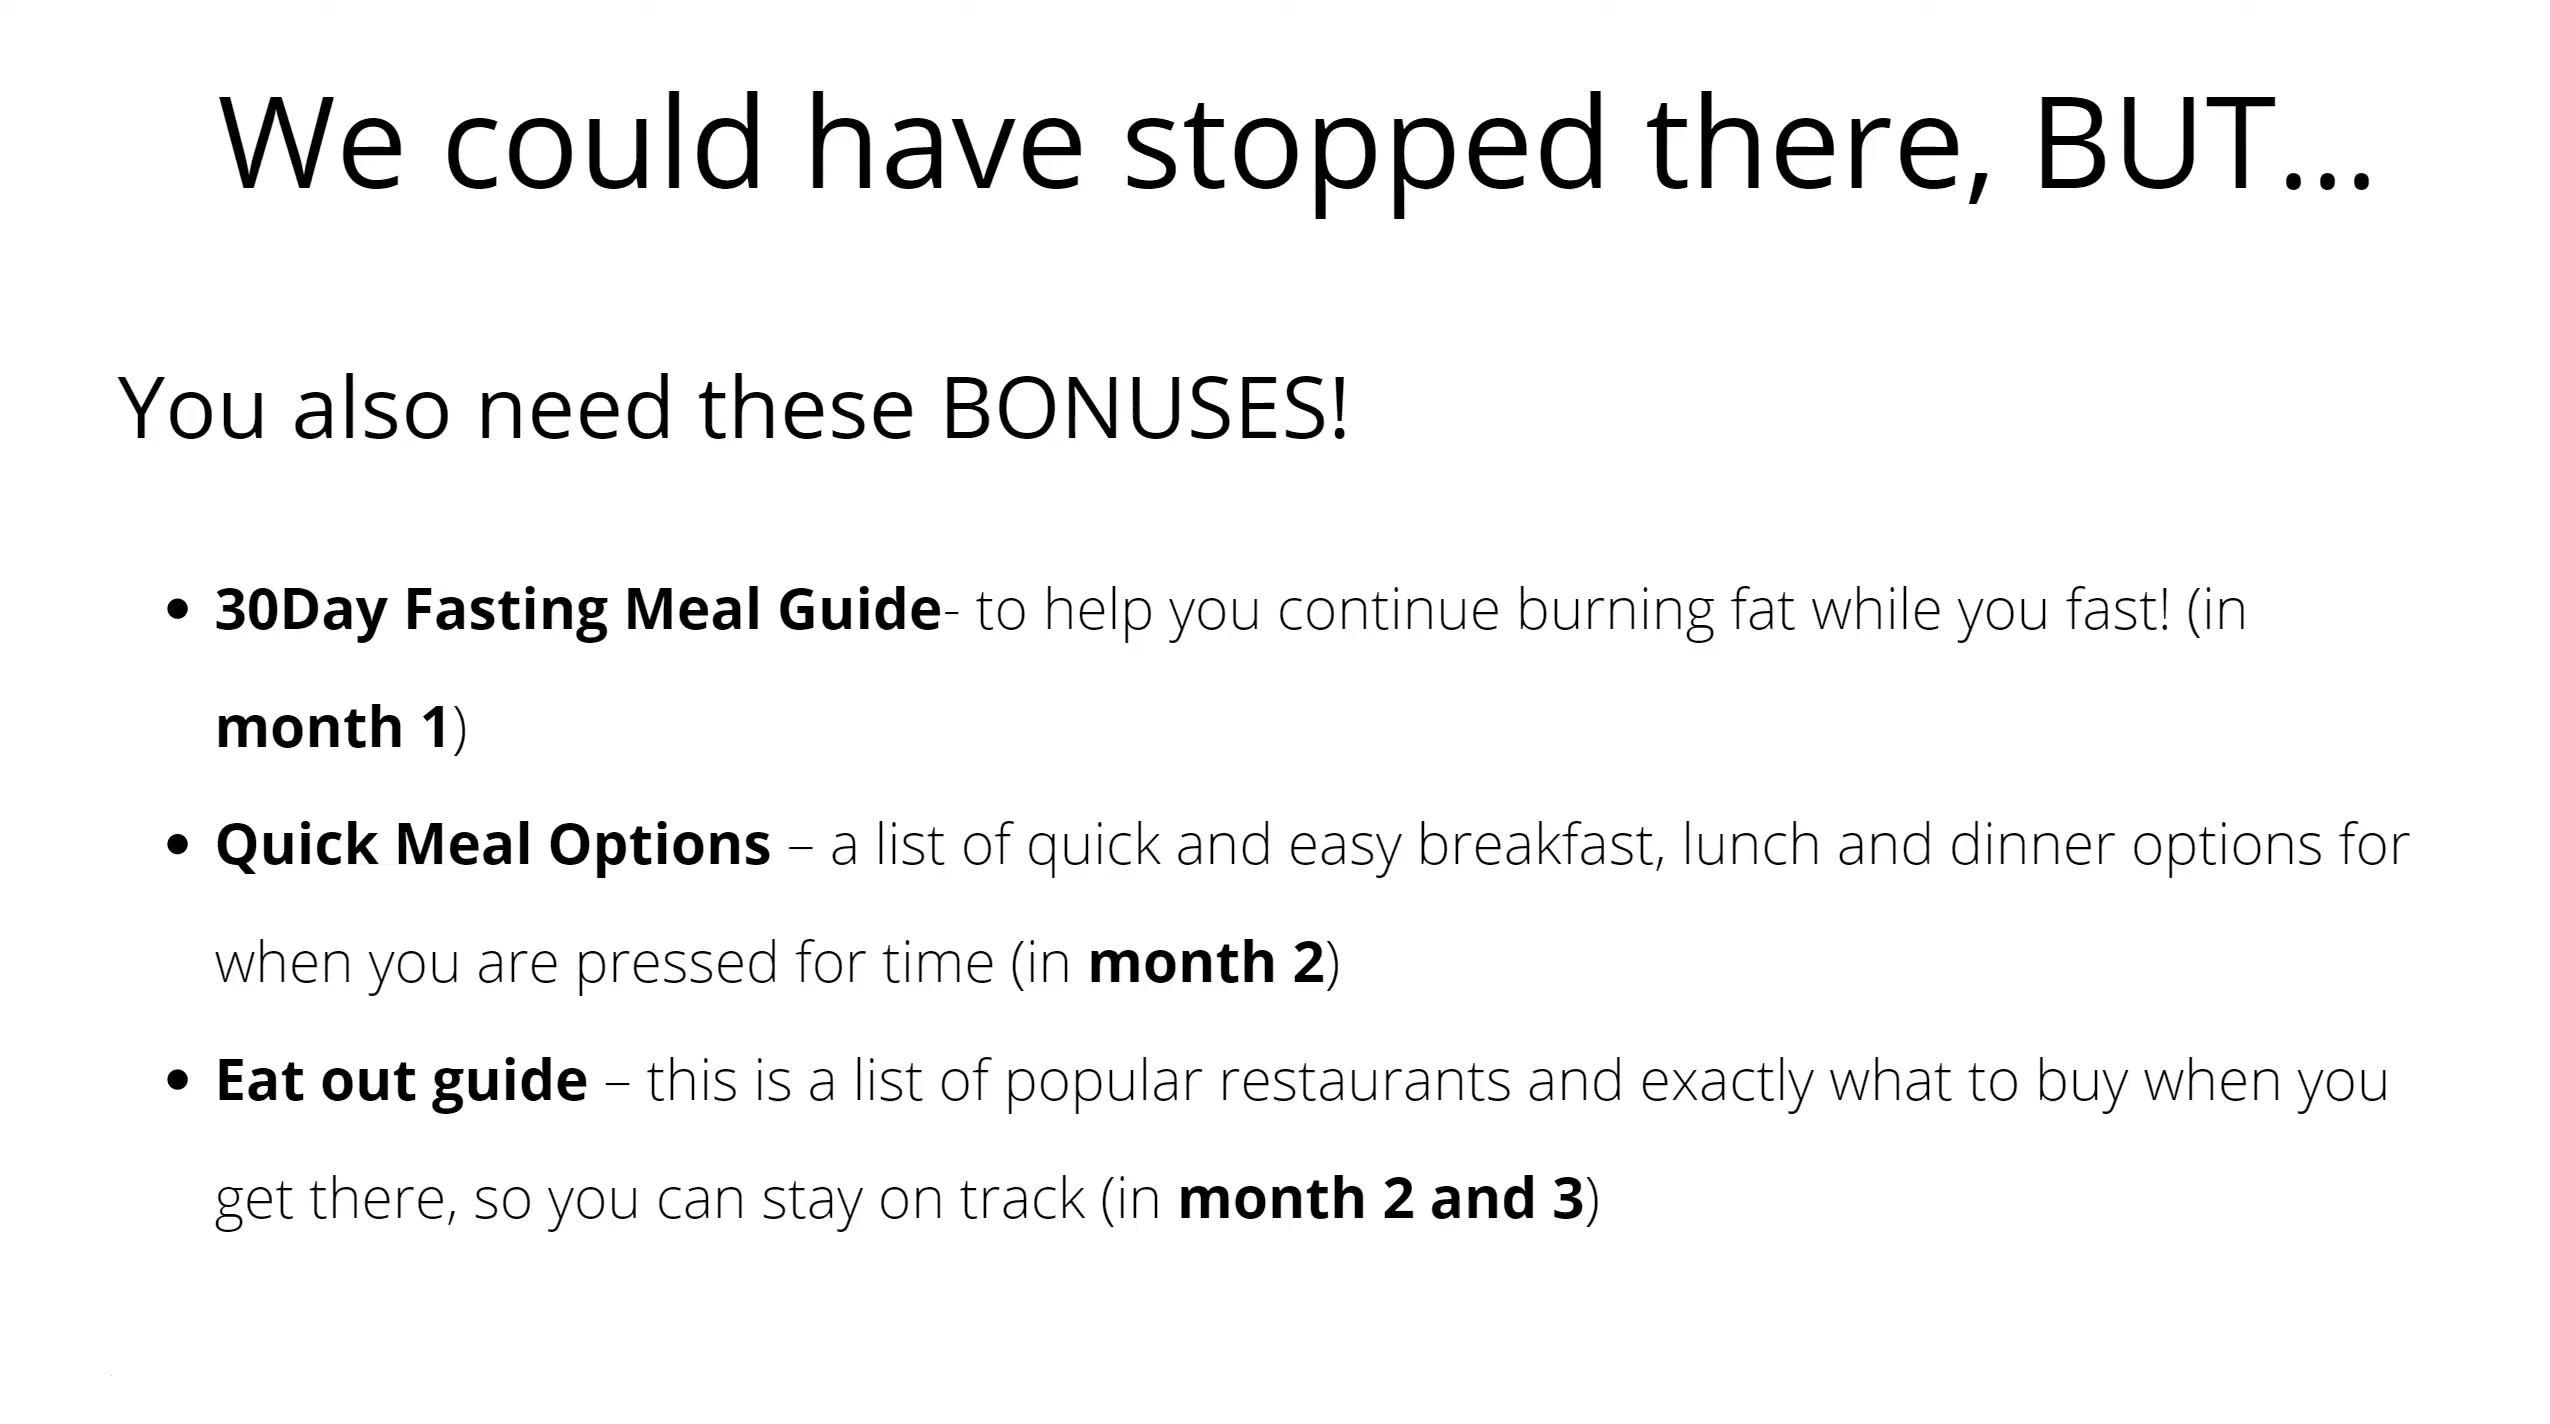 We could have stopped there, BUT...
You also need these BONUSES!
• 30Day Fasting Meal Guide- to help you continue burning fat while you fast! (in
month 1)
• Quick Meal Options – a list of quick and easy breakfast, lunch and dinner options for
when you are pressed for time (in month 2)
• Eat out guide – this is a list of popular restaurants and exactly what to buy when you
get there, so you can stay on track (in month 2 and 3)